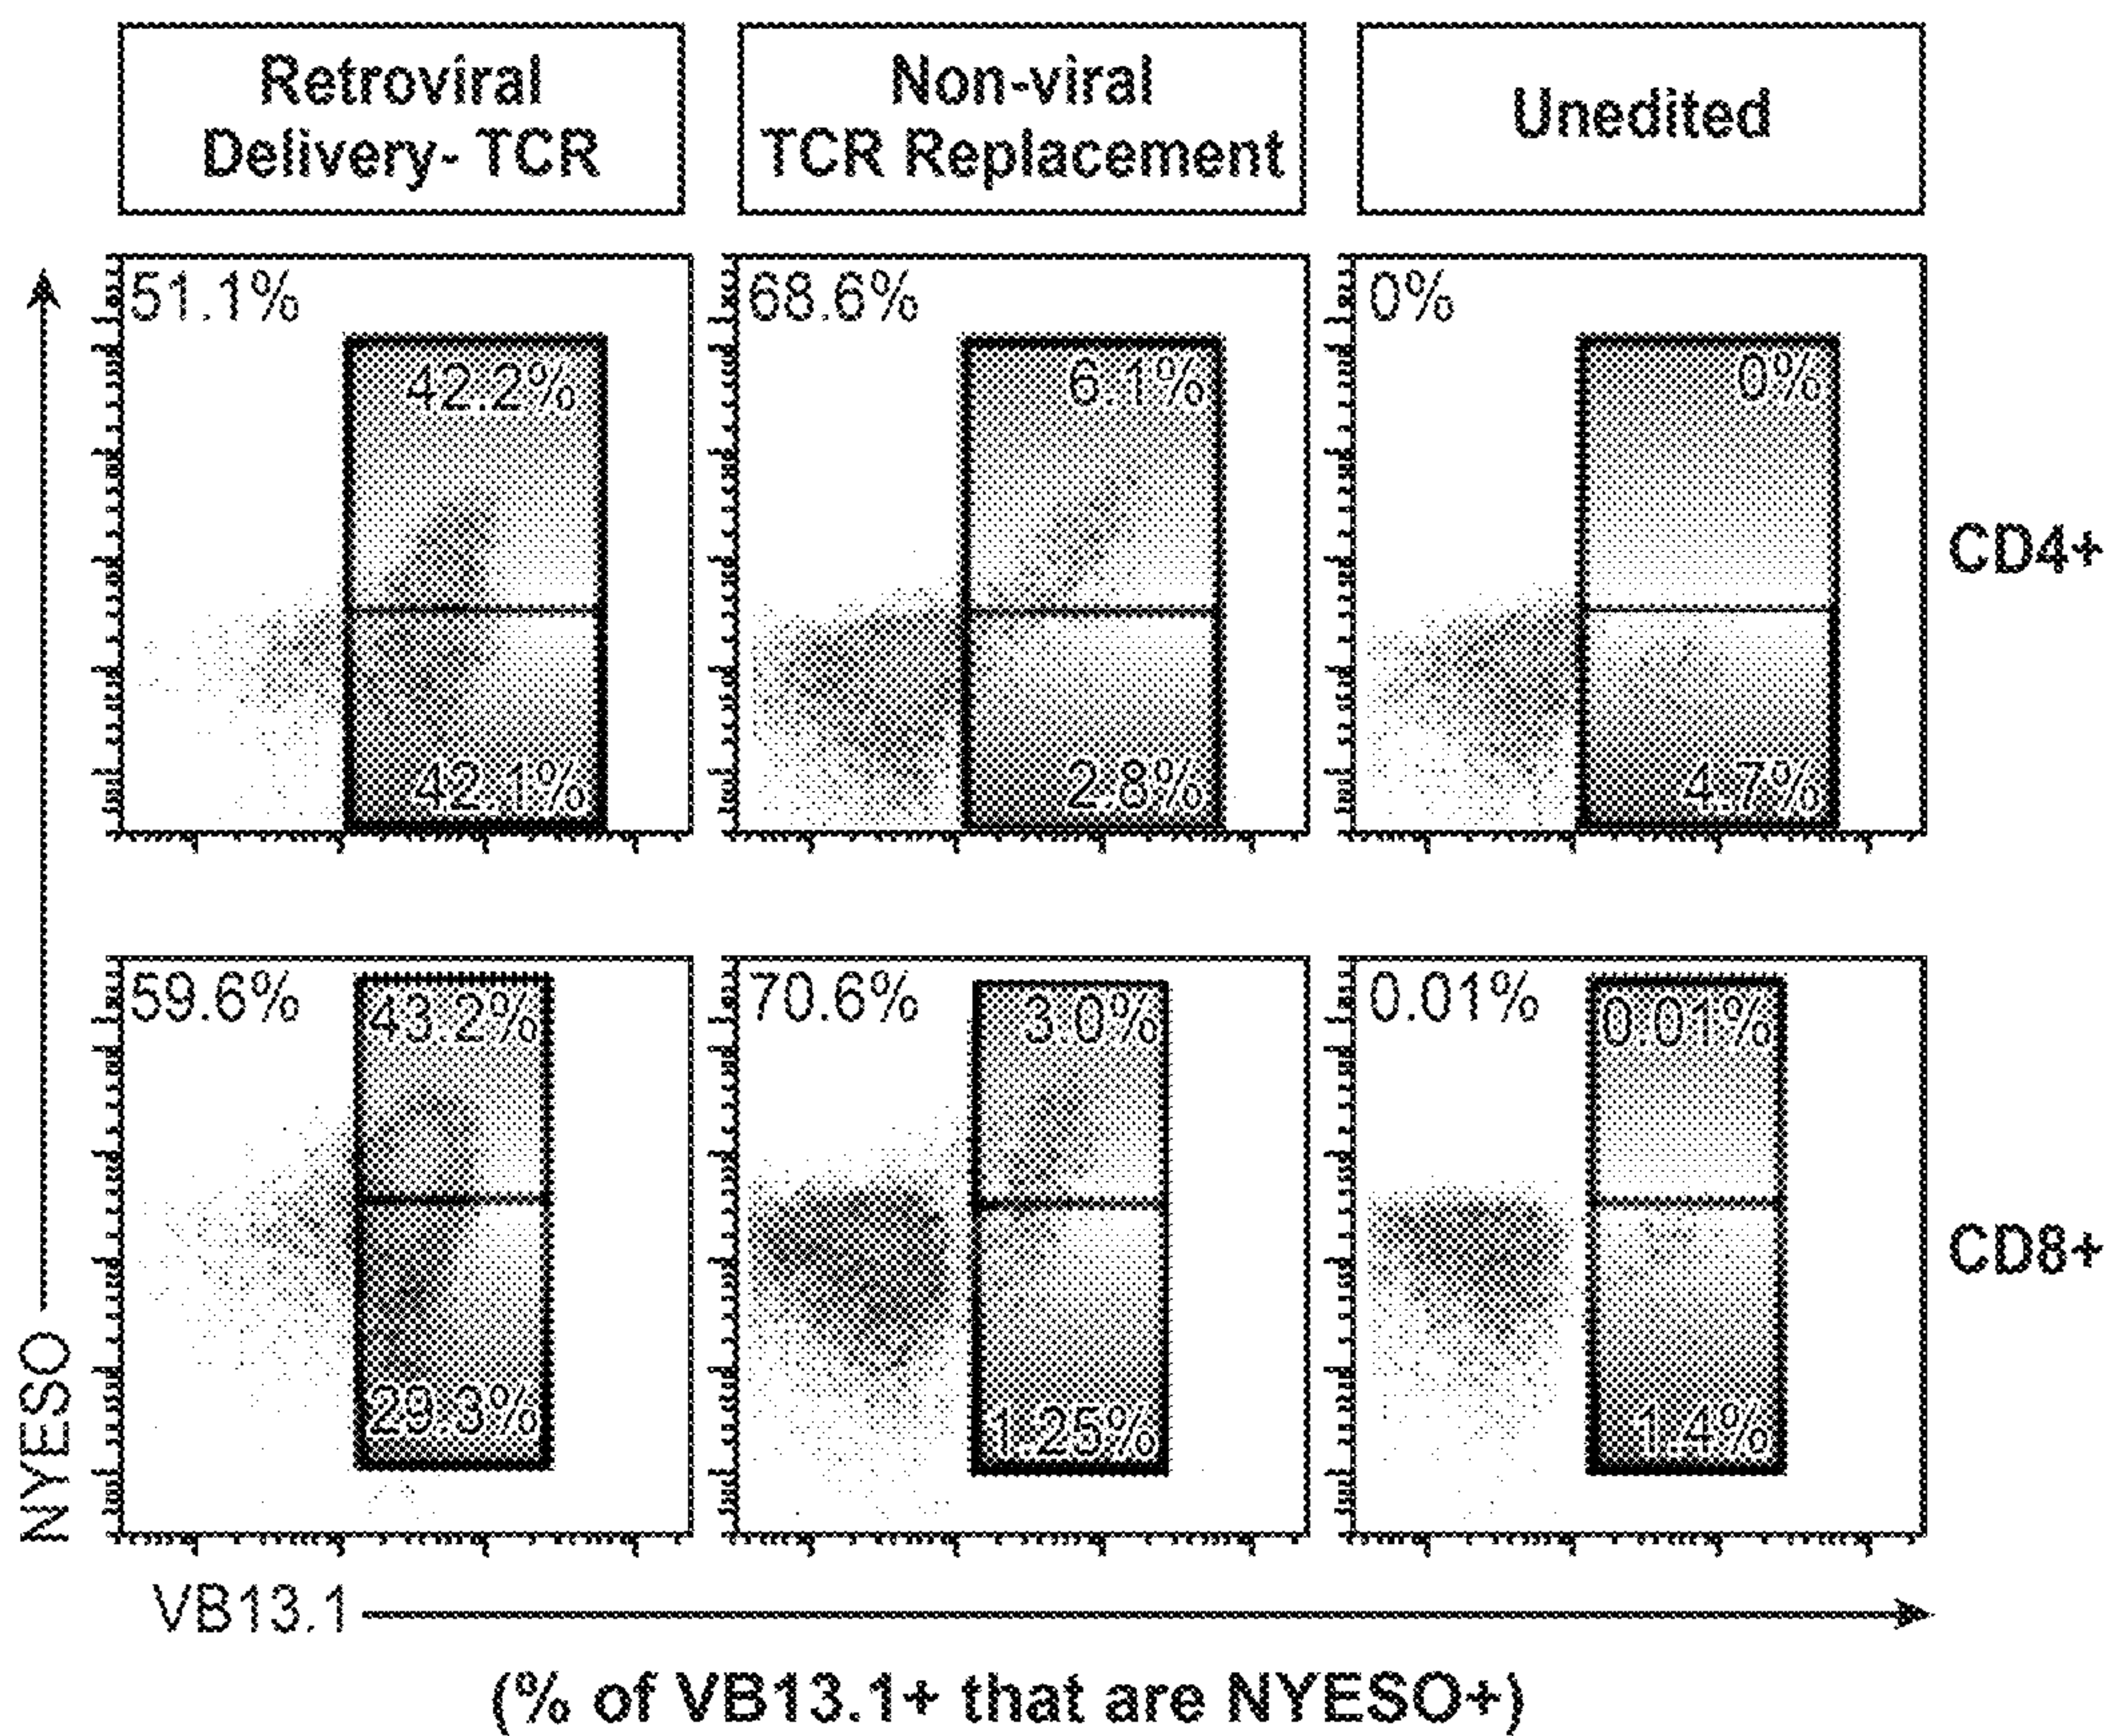 Retroviral
Delivery- TCR
Non-viral
TCR Replacement
Unedited
51.1%
42.2%
42.1%
68.6%
6.1%
2.8%
0%
0%
4.7%
CD4+
59.6%
43.2%
29.3%
70.6%
3.0%
1.25%
0.01%
0.01%
1.4%
CD8+
NYESO
VB13.1
(% of VB13.1+ that are NYESO+)